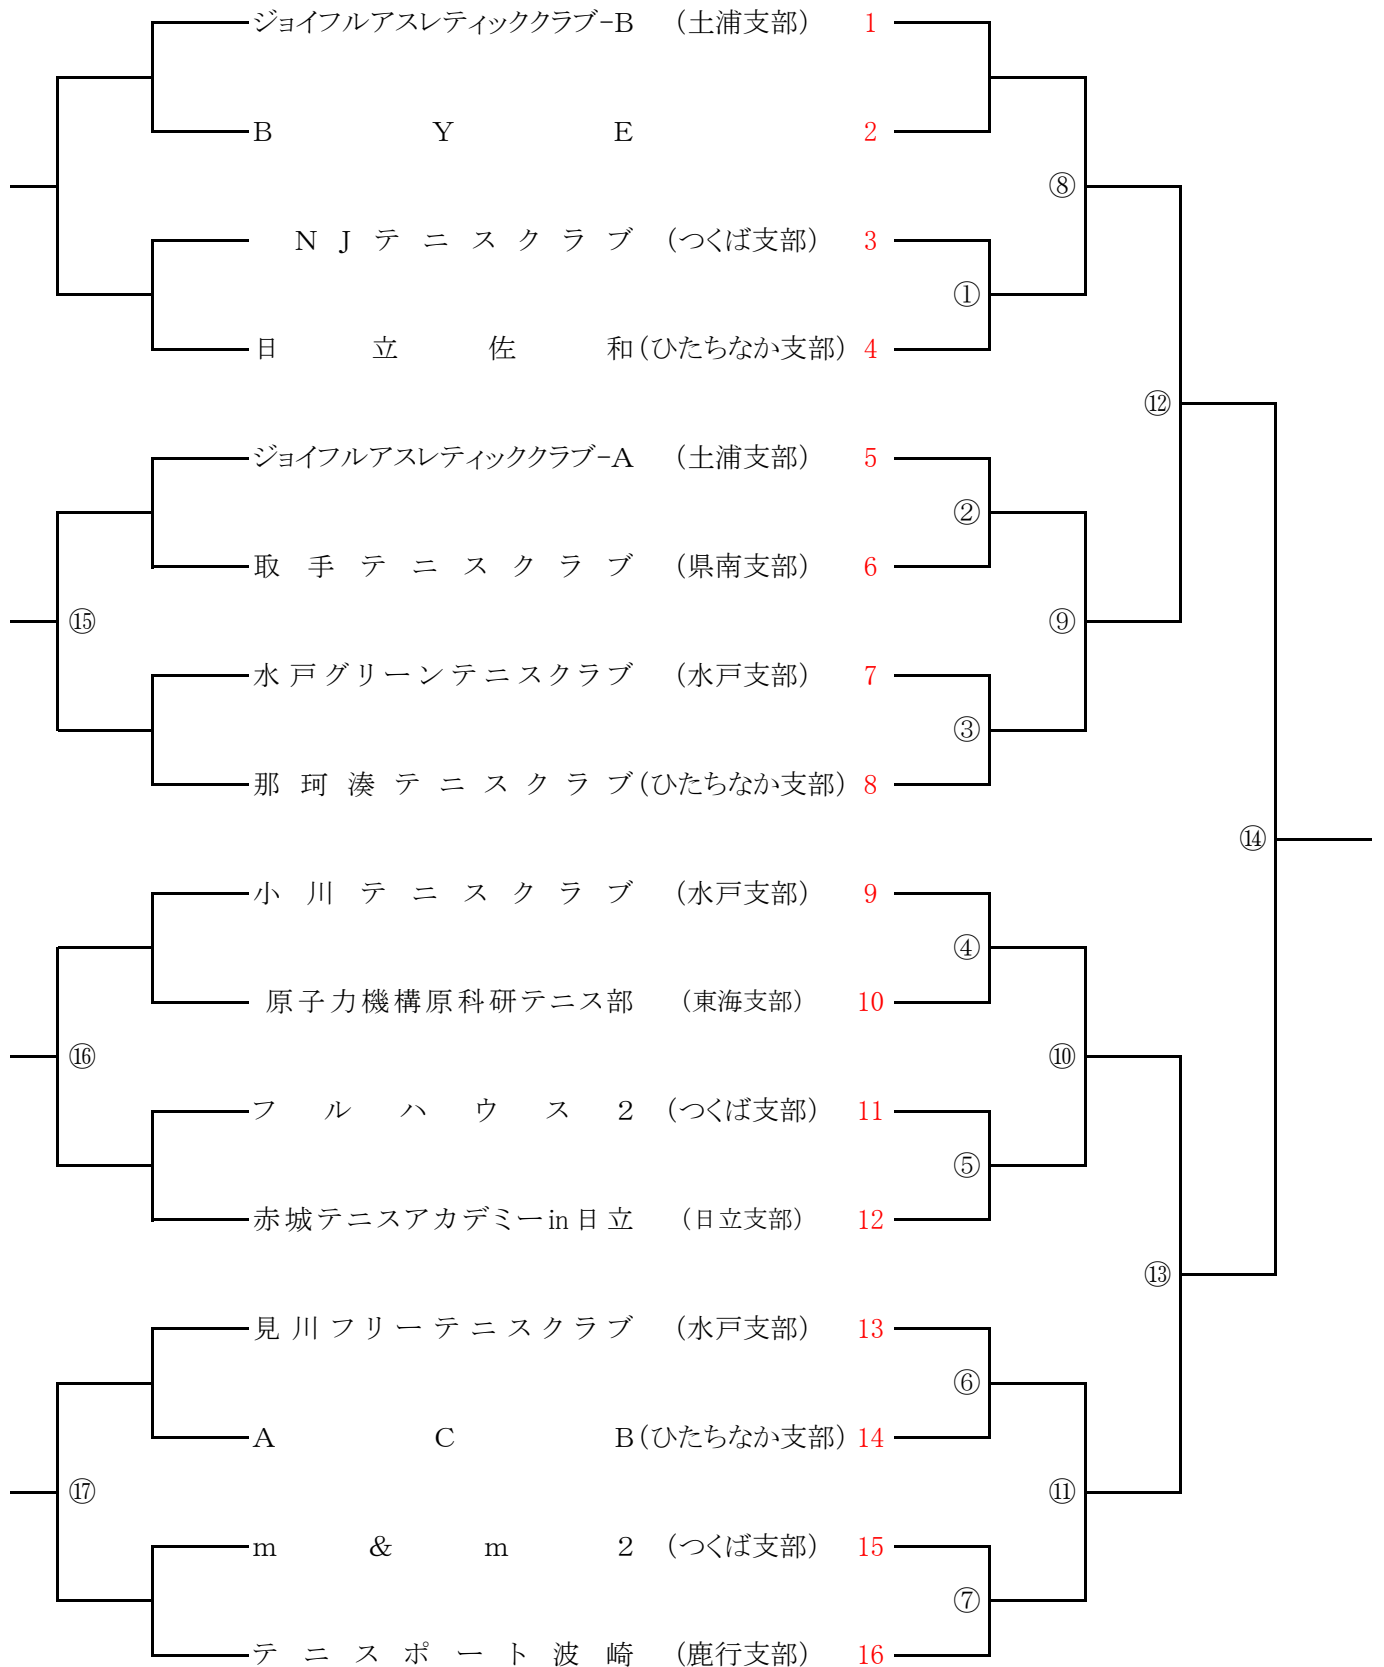 ジョイフルアスレティッククラブ-B (土浦支部) 1
B Y E 2
⑧
N J テ ニ ス ク ラ ブ (つくば支部) 3
①
日 立 佐 和 (ひたちなか支部) 4
⑫
ジョイフルアスレティッククラブ-A (土浦支部) 5
②
取 手 テ ニ ス ク ラ ブ (県南支部) 6
⑮ ⑨
水戸グリーンテニスクラブ (水戸支部) 7
③
那 珂 湊 テ ニ ス ク ラ ブ (ひたちなか支部) 8
⑭
小 川 テ ニ ス ク ラ ブ (水戸支部) 9
④
原子力機構原科研テニス部 (東海支部) 10
⑯ ⑩
フ ル ハ ウ ス 2 (つくば支部) 11
⑤
赤城テニスアカデミーin日立 (日立支部) 12
⑬
見川フリーテニスクラブ (水戸支部) 13
⑥
A C B (ひたちなか支部) 14
⑰ ⑪
m & m 2 (つくば支部) 15
⑦
テ ニ ス ポ ー ト 波 崎 (鹿行支部) 16